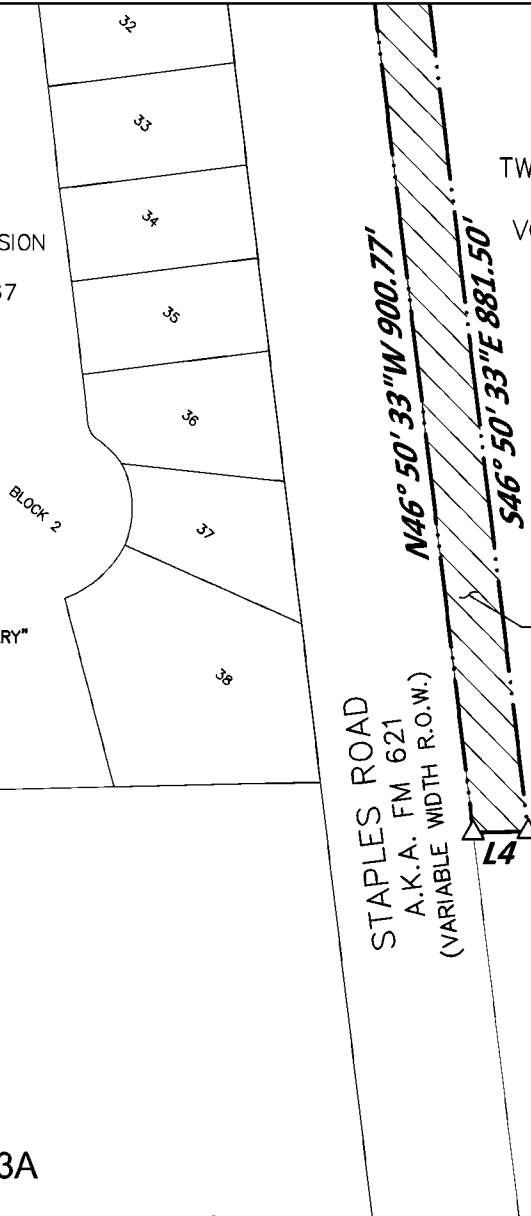 32
33
34
SION
57
35
36
BLOCK 2
37
RY"
38
N46° 50' 33"W 900.77'
S46° 50' 33"E 881.50'
TW
V
STAPLES ROAD
A.K.A. FM 621
(VARIABLE WIDTH R.O.W.)
L4
3A